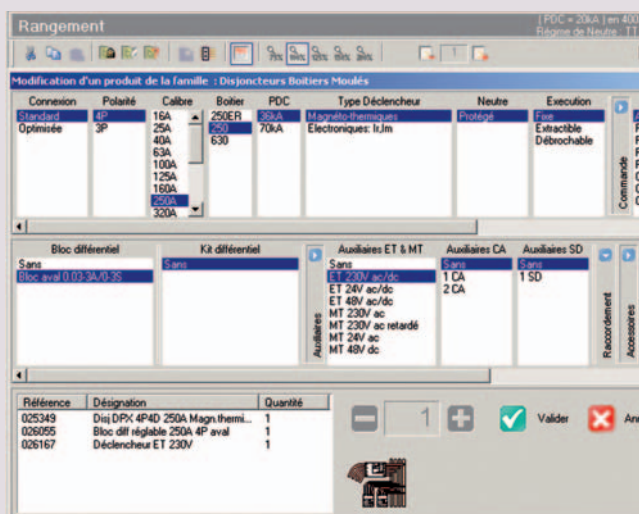 Rangement
( PDC = 20kA ) en 400
Régime de Neutre : TT
1
Modification d'un produit de la famille : Disjoncteurs Boitiers Moulés
Connexion Polarité Calibre Boitier PDC Type Déclencheur Neutre Execution
Standard 4P 16A 250ER 36kA Magnéto-thermiques Protégé Fixe
Optimisée 3P 25A 250 70kA Electroniques: Ir,Im Extractible
40A 630 Débrochable
63A
100A
125A
160A
250A
320A
Commande
Bloc différentiel Kit différentiel Auxiliaires ET & MT Auxiliaires CA Auxiliaires SD
Sans Sans Sans Sans Sans
Bloc aval 0.03-3A/0-3S ET 230V ac/dc 1 CA 1 SD
ET 24V ac/dc 2 CA
ET 48V ac/dc
MT 230V ac
MT 230V ac retardé
MT 24V ac
MT 48V dc
Auxiliaires
Raccordement
Accessoires
Référence Désignation Quantité
025349 Disj DPX 4P4D 250A Magn.thermi... 1
026055 Bloc diff réglable 250A 4P aval 1
026167 Déclencheur ET 230V 1
1 Valider Ann